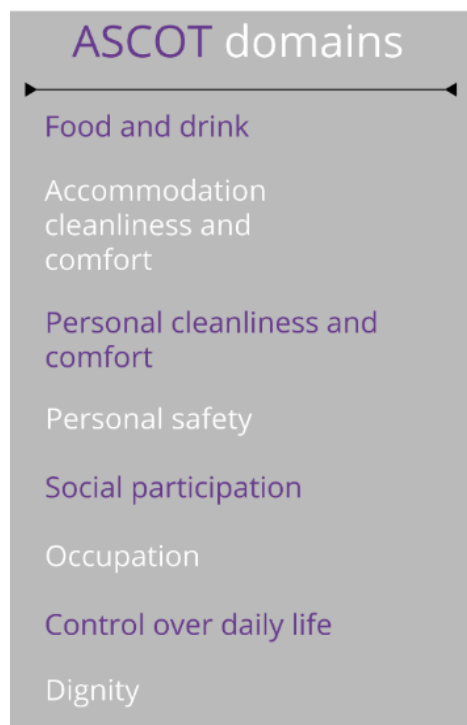 ASCOT domains
Food and drink
Accommodation
cleanliness and
comfort
Personal cleanliness and
comfort
Personal safety
Social participation
Occupation
Control over daily life
Dignity